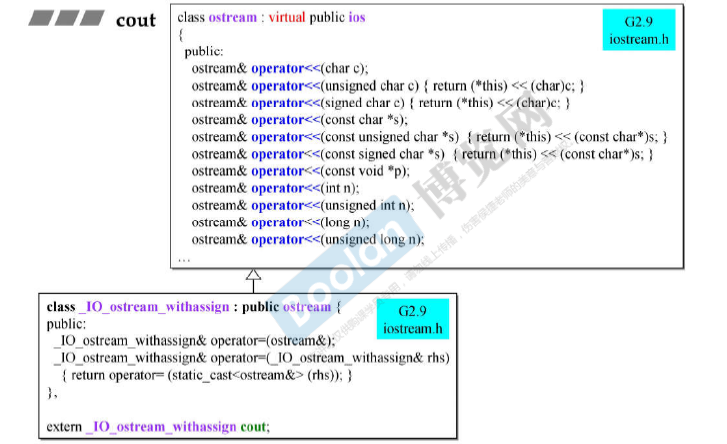 cout
class ostream : virtual public ios
G2.9
iostream.h
{
public:
ostream& operator<<(char c);
ostream& operator<<(unsigned char c) { return (*this) << (char)c; }
ostream& operator<<(signed char c) { return (*this) << (char)c; }
ostream& operator<<(const char *s);
ostream& operator<<(const unsigned char *s) { return (*this) << (const char*)s; }
ostream& operator<<(const signed char *s) { return (*this) << (const char*)s; }
ostream& operator<<(const void *p);
ostream& operator<<(int n);
ostream& operator<<(unsigned int n);
ostream& operator<<(long n);
ostream& operator<<(unsigned long n);
...
class _IO_ostream_withassign : public ostream {
G2.9
iostream.h
public:
_IO_ostream_withassign& operator=(ostream&);
_IO_ostream_withassign& operator=(_IO_ostream_withassign& rhs)
{ return operator= (static_cast<ostream&> (rhs)); }
};
extern _IO_ostream_withassign cout;
Boolan
博览网